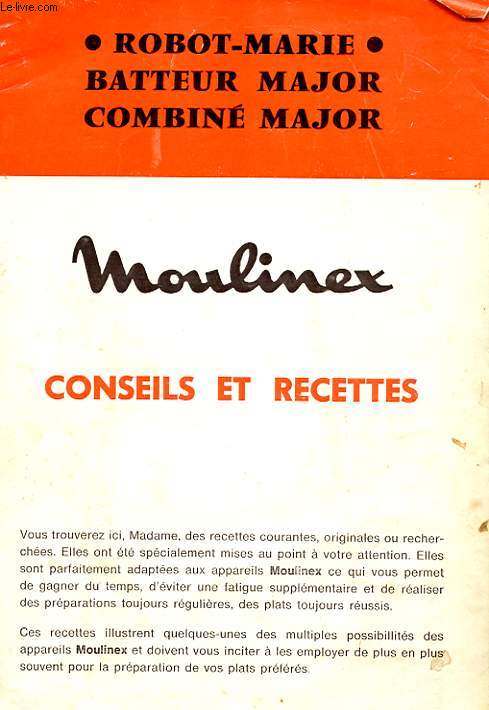 Le-livre.com
• ROBOT-MARIE •
BATTEUR MAJOR
COMBINÉ MAJOR
Moulinex
CONSEILS ET RECETTES
Vous trouverez ici, Madame, des recettes courantes, originales ou recher-
chées. Elles ont été spécialement mises au point à votre attention. Elles
sont parfaitement adaptées aux appareils Moulinex ce qui vous permet
de gagner du temps, d'éviter une fatigue supplémentaire et de réaliser
des préparations toujours régulières, des plats toujours réussis.
Ces recettes illustrent quelques-unes des multiples possibillités des
appareils Moulinex et doivent vous inciter à les employer de plus en plus
souvent pour la préparation de vos plats préférés.